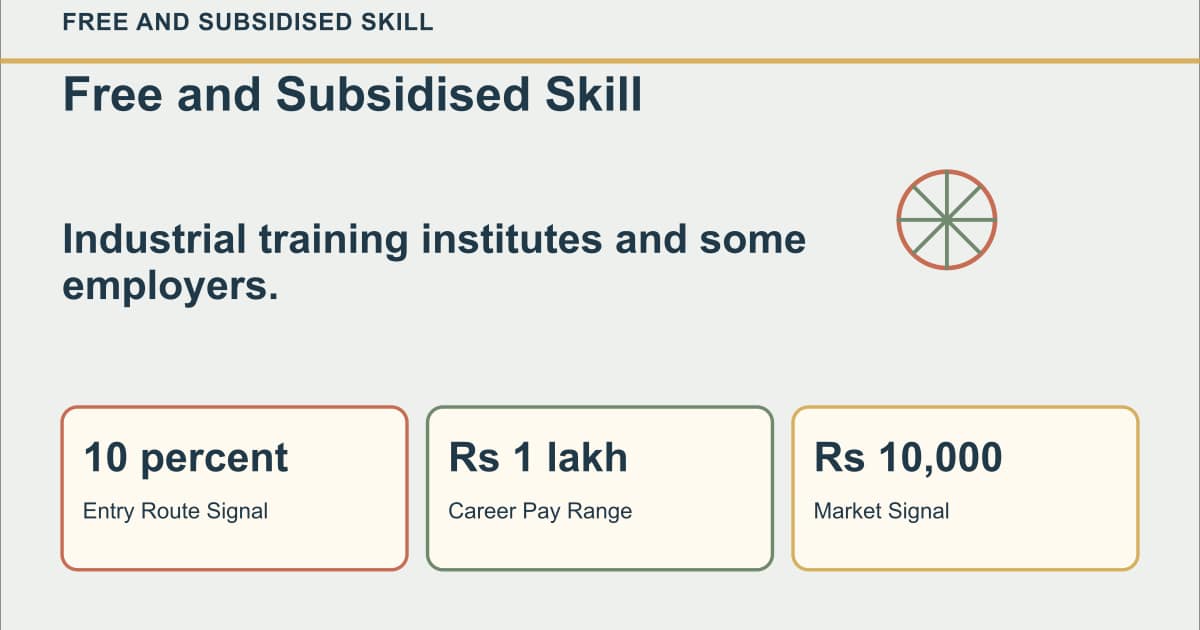 FREE AND SUBSIDISED SKILL
Free and Subsidised Skill
Industrial training institutes and some
employers.
10 percent
Entry Route Signal
Rs 1 lakh
Career Pay Range
Rs 10,000
Market Signal